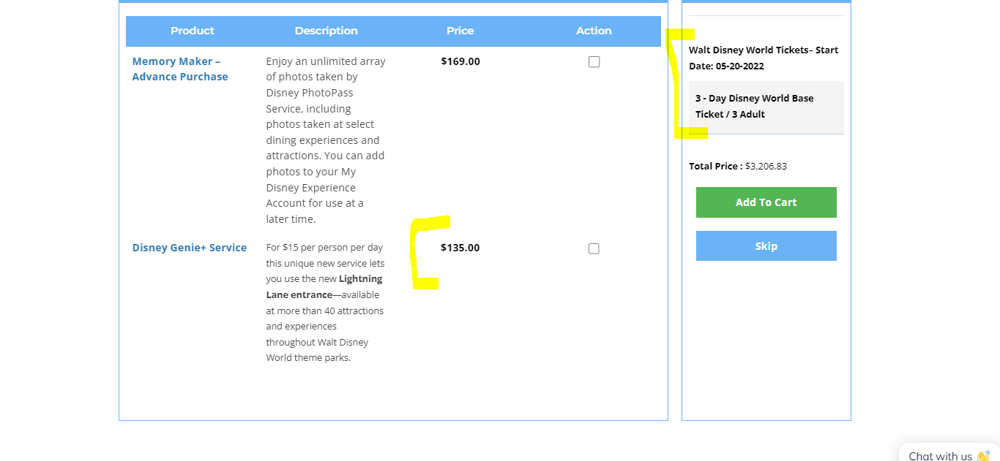 Product Description Price Action
Memory Maker –
Advance Purchase
Enjoy an unlimited array
of photos taken by
Disney PhotoPass
Service, including
photos taken at select
dining experiences and
attractions. You can add
photos to your My
Disney Experience
Account for use at a
later time.
$169.00
Disney Genie+ Service
For $15 per person per day
this unique new service lets
you use the new Lightning
Lane entrance—available
at more than 40 attractions
and experiences
throughout Walt Disney
World theme parks.
$135.00
Walt Disney World Tickets– Start
Date: 05-20-2022
3 - Day Disney World Base
Ticket / 3 Adult
Total Price : $3,206.83
Add To Cart
Skip
Chat with us 👋